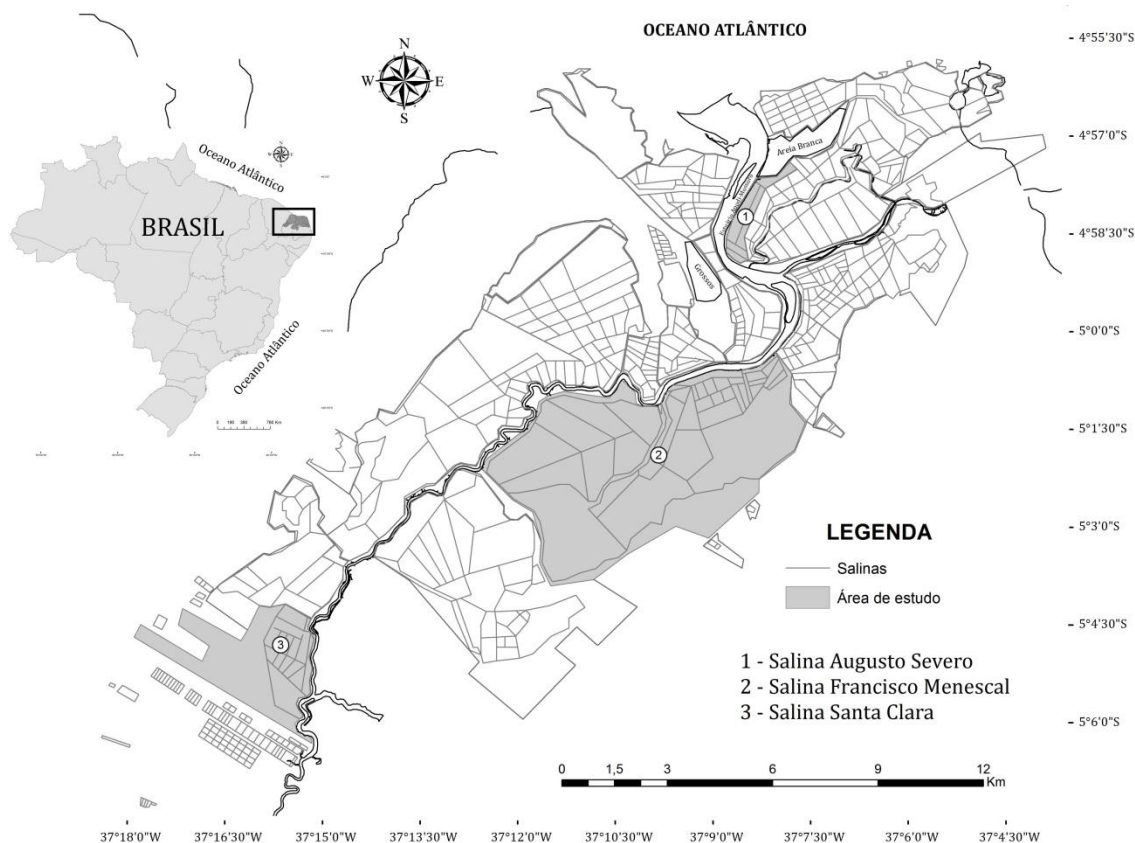 OCEANO ATLÂNTICO
4°55'30"S
N
W E
S
4°57'0"S
Oceano Atlântico
Areia Branca
BRASIL
1
4°58'30"S
Grossos
5°0'0"S
Oceano Atlântico
5°1'30"S
2
5°3'0"S
LEGENDA
Salinas
Área de estudo
5°4'30"S
3
1 - Salina Augusto Severo
2 - Salina Francisco Menescal
3 - Salina Santa Clara
5°6'0"S
0 1,5 3 6 9 12
Km
37°18'0"W 37°16'30"W 37°15'0"W 37°13'30"W 37°12'0"W 37°10'30"W 37°9'0"W 37°7'30"W 37°6'0"W 37°4'30"W